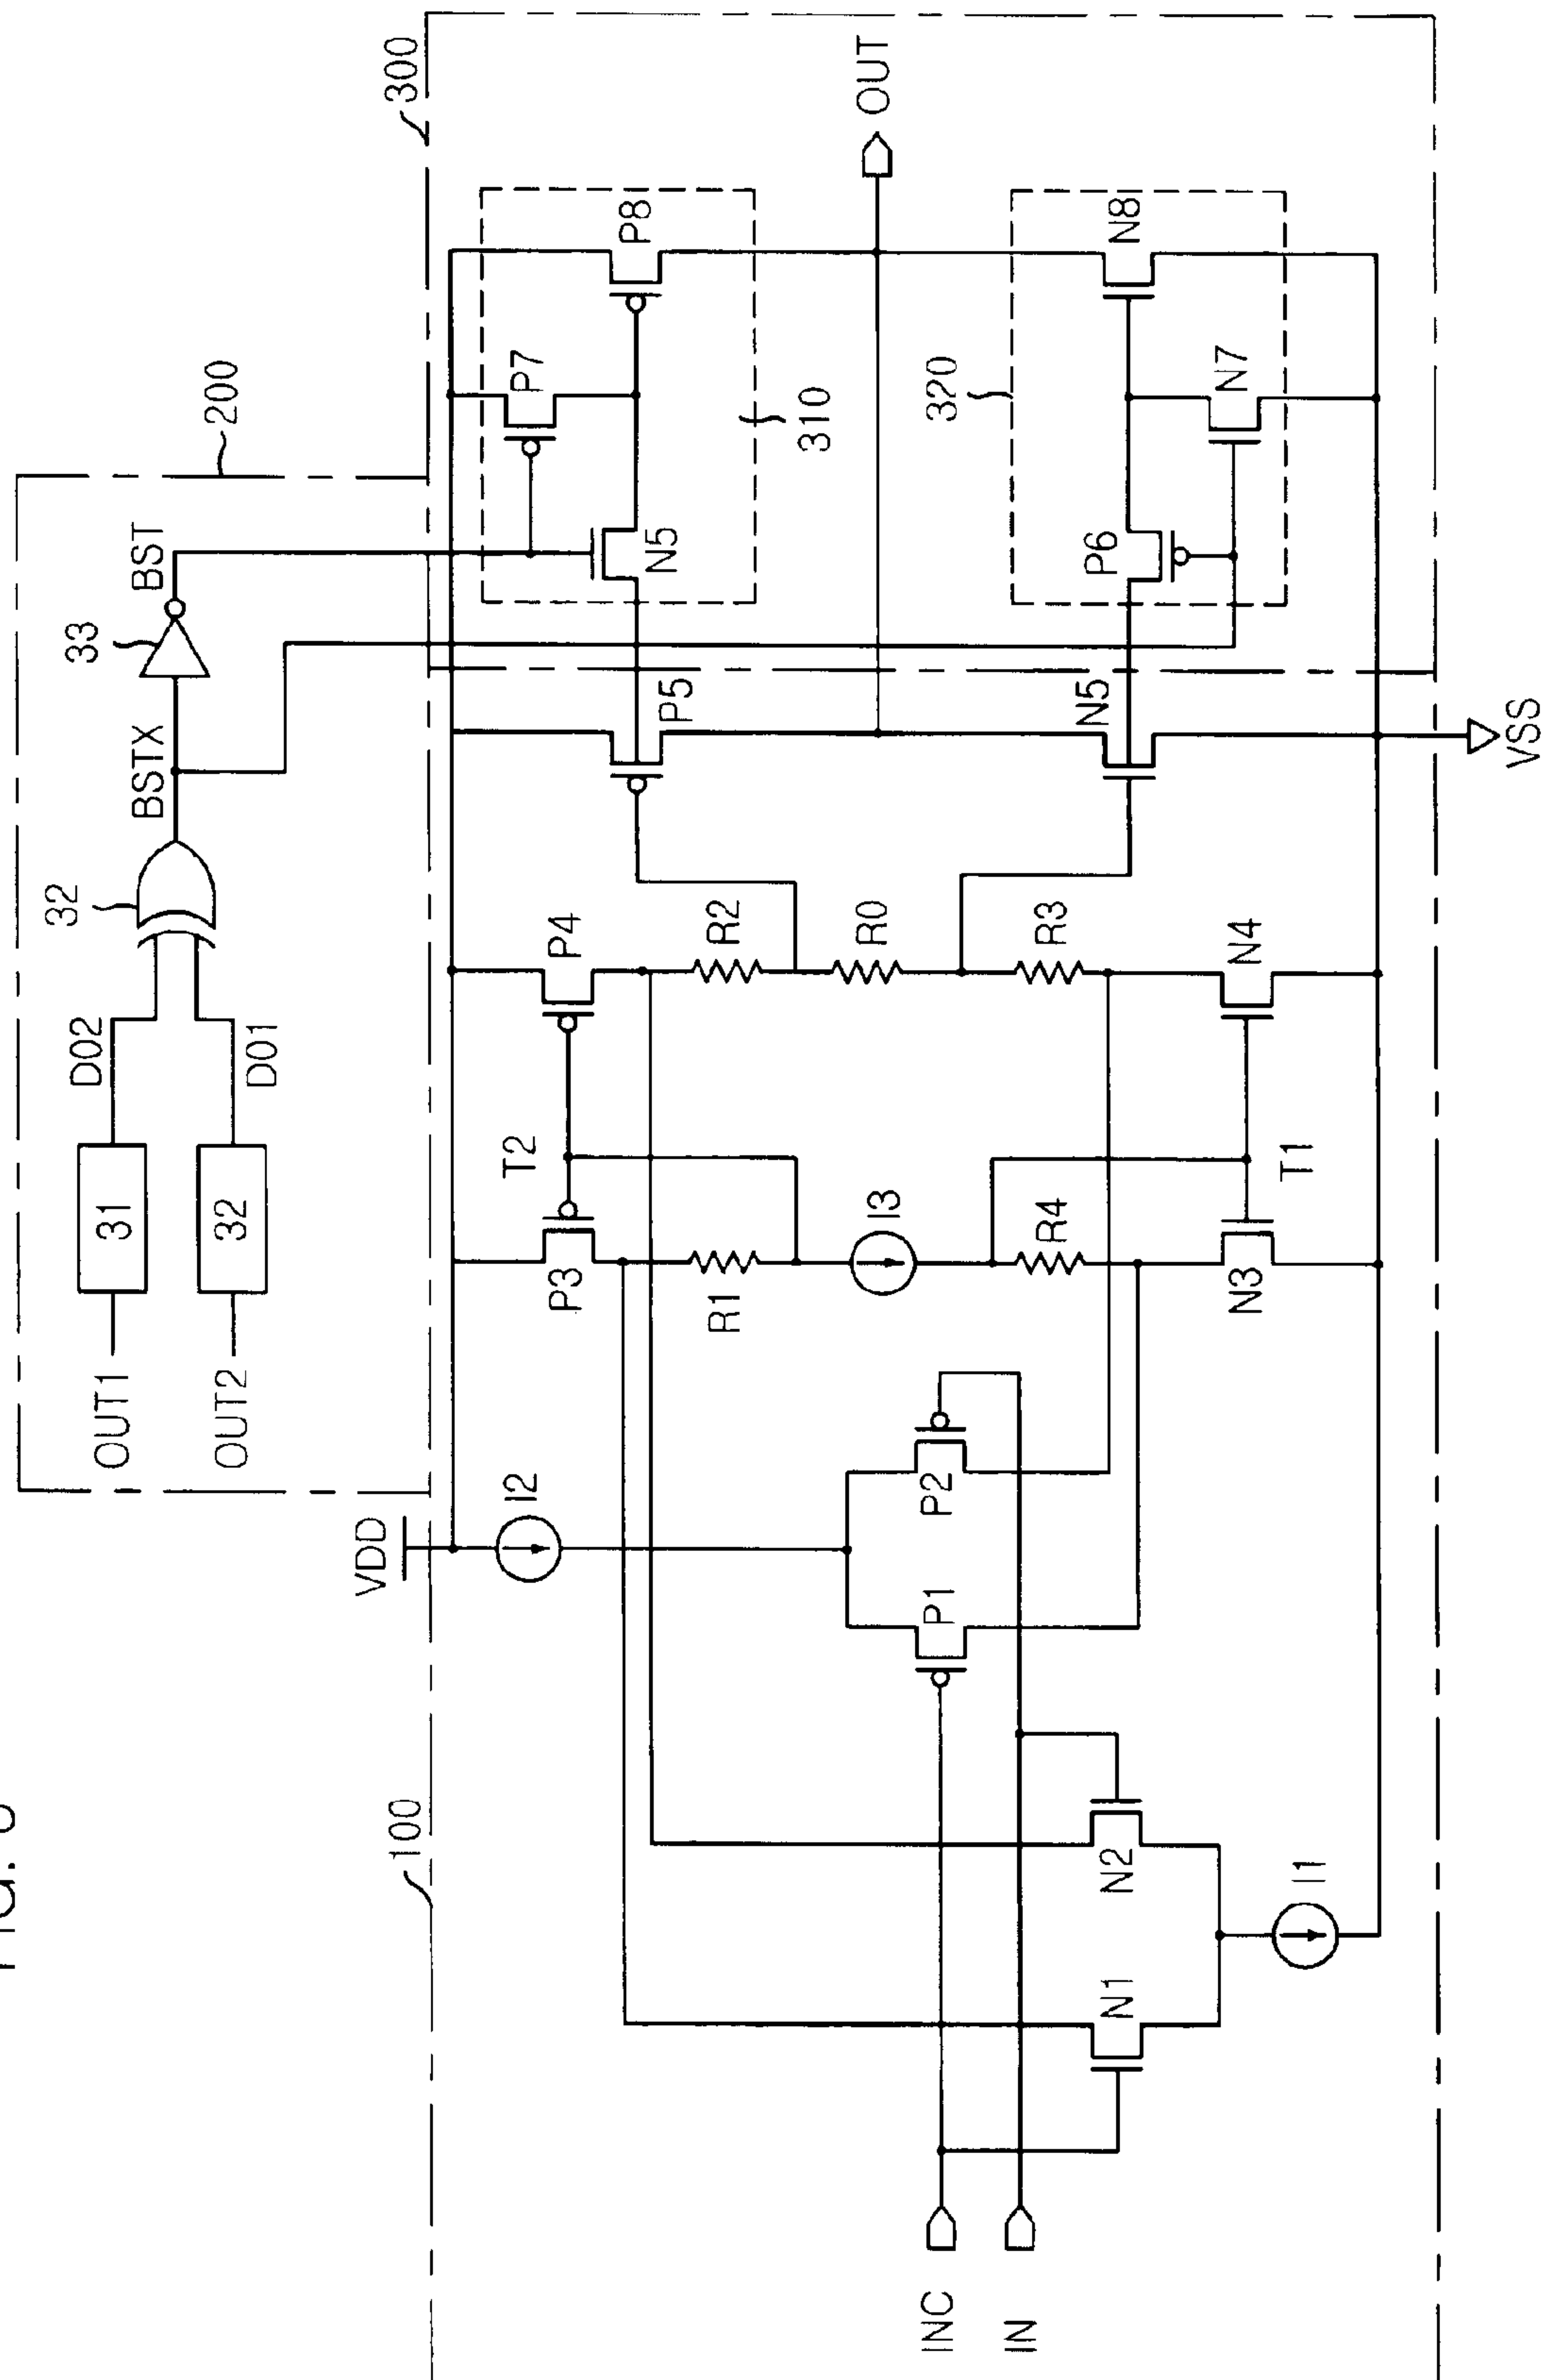 FIG.
OUT1
31
D02
OUT2
32
D01
32
BSTX
33
BST
200
VDD
100
300
I2
P3
T2
P4
P7
P8
R1
R2
P5
N5
310
I3
R0
OUT
INC
IN
P1
P2
320
R4
R3
N5
P6
N8
N1
N2
N7
I1
N3
T1
N4
VSS